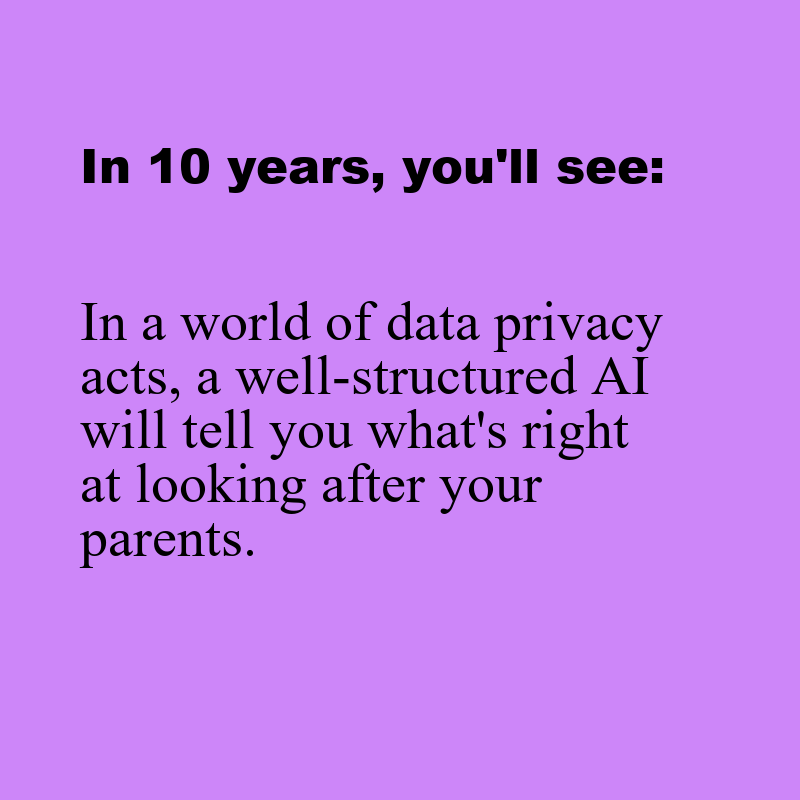 In 10 years, you'll see:
In a world of data privacy
acts, a well-structured AI
will tell you what's right
at looking after your
parents.